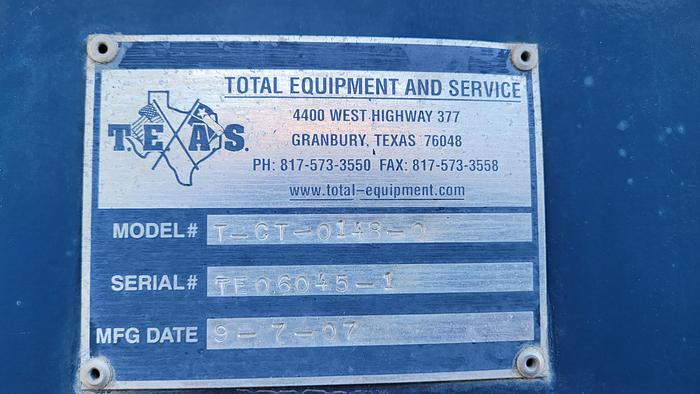 TOTAL EQUIPMENT AND SERVICE
4400 WEST HIGHWAY 377
GRANBURY, TEXAS 76048
PH: 817-573-3550 FAX: 817-573-3558
www.total-equipment.com
T.E.X.A.S.
MODEL# T-CT-0148-0
SERIAL# TE06045-1
MFG DATE 9-7-07